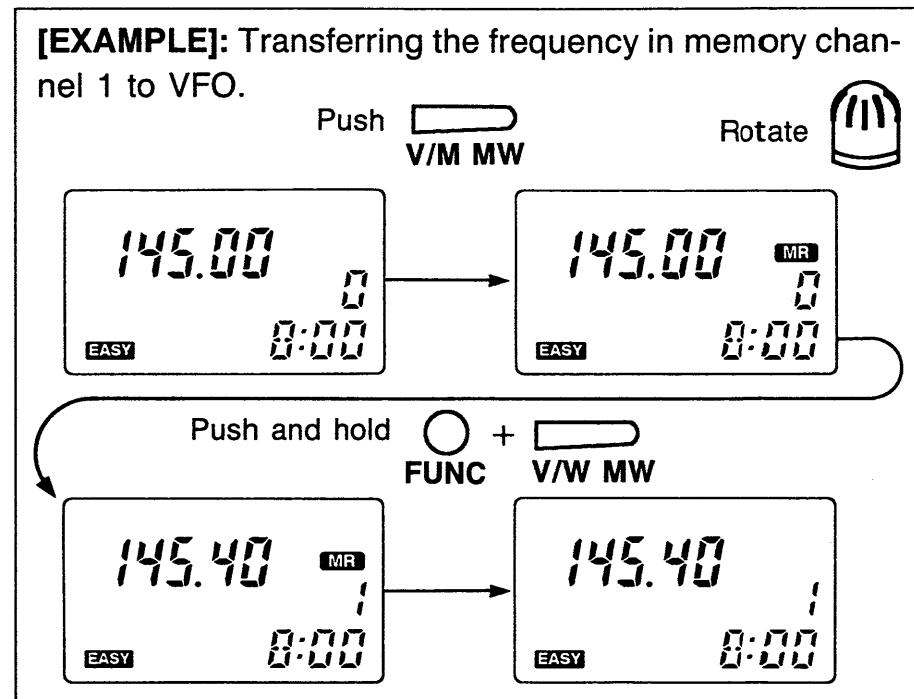 [EXAMPLE]: Transferring the frequency in memory chan-
nel 1 to VFO.
Push V/M MW Rotate
145.00 145.00 MR
0 0
EASY 8:00 EASY 8:00
Push and hold FUNC + V/W MW
145.40 MR 145.40
1 1
EASY 8:00 EASY 8:00